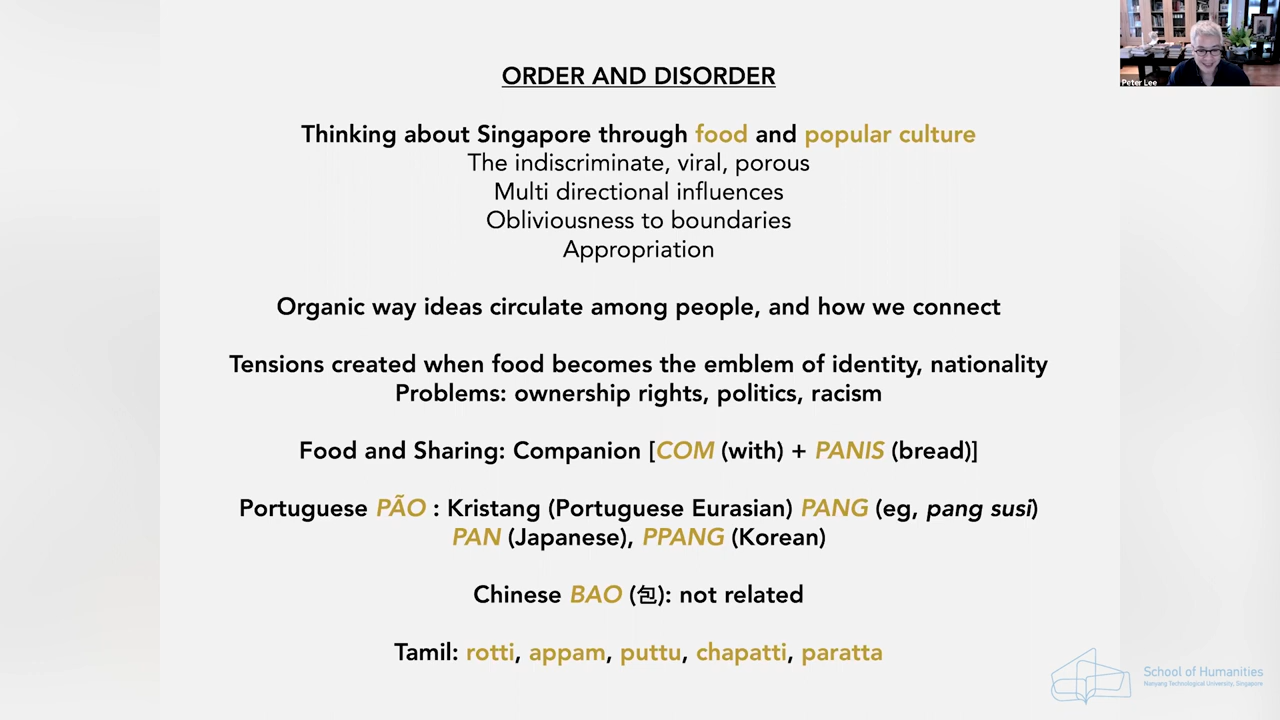 ORDER AND DISORDER
Thinking about Singapore through food and popular culture
The indiscriminate, viral, porous
Multi directional influences
Obliviousness to boundaries
Appropriation
Organic way ideas circulate among people, and how we connect
Tensions created when food becomes the emblem of identity, nationality
Problems: ownership rights, politics, racism
Food and Sharing: Companion [COM (with) + PANIS (bread)]
Portuguese PÃO : Kristang (Portuguese Eurasian) PANG (eg, pang susi)
PAN (Japanese), PPANG (Korean)
Chinese BAO (包): not related
Tamil: rotti, appam, puttu, chapatti, paratta
Peter Lee
School of Humanities
Nanyang Technological University, Singapore